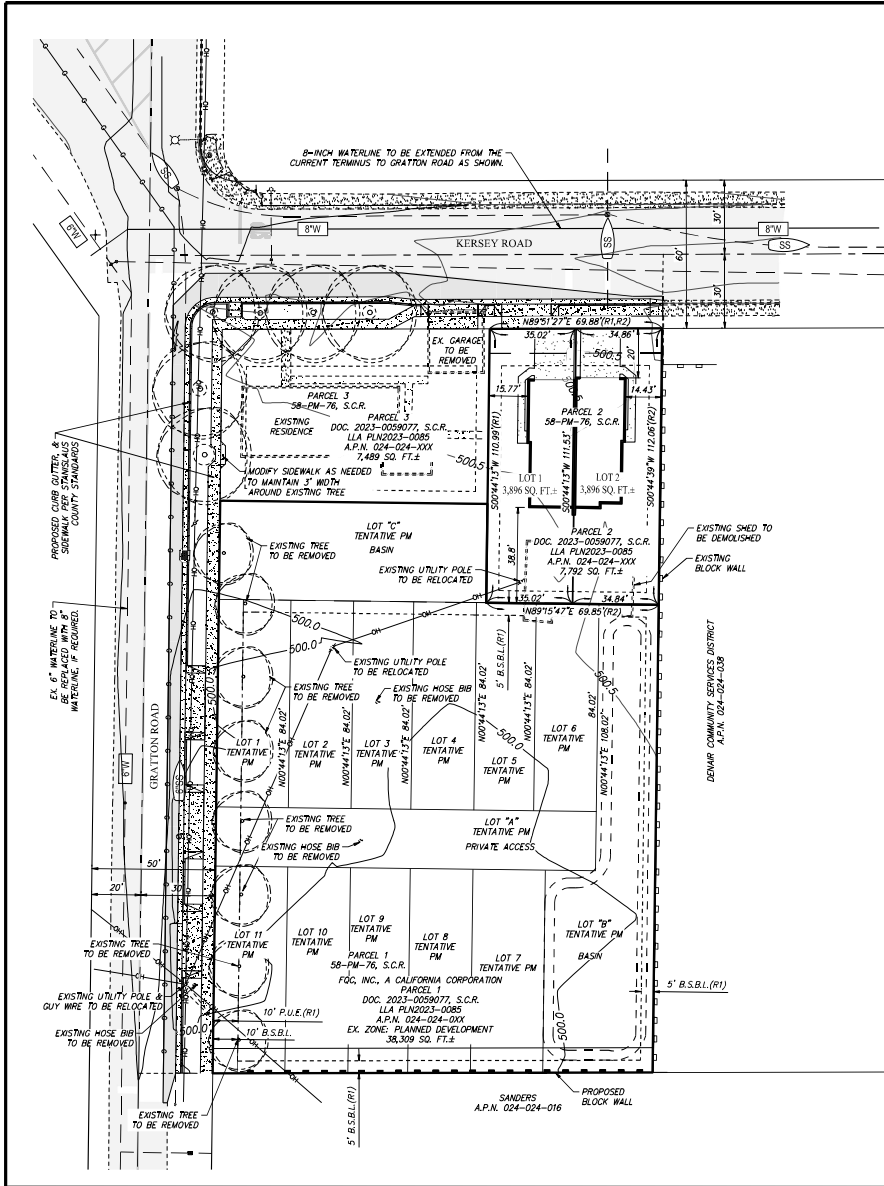 8-INCH WATERLINE TO BE EXTENDED FROM THE
CURRENT TERMINUS TO GRATTON ROAD AS SHOWN.
SS
6"W
8"W
KERSEY ROAD
SS
8"W
SS
60'
30'
30'
N89°51'27"E 69.88'(R1,R2)
35.02'
34.86'
EX. GARAGE
TO BE
REMOVED
500.5
20'
15.77'
14.43'
PARCEL 3
58-PM-76, S.C.R.
EXISTING
RESIDENCE
PARCEL 3
DOC. 2023-0059077, S.C.R.
LLA PLN2023-0085
A.P.N. 024-024-XXX
7,489 SQ. FT.±
500.5
MODIFY SIDEWALK AS NEEDED
TO MAINTAIN 3' WIDTH
AROUND EXISTING TREE
S00°44'13"W 110.99'(R1)
S00°44'13"W 111.53'
S00°44'39"W 112.06'(R2)
PARCEL 2
58-PM-76, S.C.R.
LOT 1
3,896 SQ. FT.±
LOT 2
3,896 SQ. FT.±
PARCEL 2
DOC. 2023-0059077, S.C.R.
LLA PLN2023-0085
A.P.N. 024-024-XXX
7,792 SQ. FT.±
38.8'
35.02'
34.84'
N89°15'47"E 69.85'(R2)
PROPOSED CURB GUTTER, &
SIDEWALK PER STANISLAUS
COUNTY STANDARDS
LOT "C"
TENTATIVE PM
BASIN
EXISTING TREE
TO BE REMOVED
EXISTING UTILITY POLE
TO BE RELOCATED
EXISTING SHED TO
BE DEMOLISHED
EXISTING
BLOCK WALL
EX. 6" WATERLINE TO
BE REPLACED WITH 8"
WATERLINE, IF REQUIRED.
GRATTON ROAD
6"W
6"SS
500.0
OH
500.0
OH
500.0
EXISTING UTILITY POLE
TO BE RELOCATED
EXISTING TREE
TO BE REMOVED
EXISTING HOSE BIB
TO BE REMOVED
5' B.S.B.L.(R1)
500.5
DENAIR COMMUNITY SERVICES DISTRICT
A.P.N. 024-024-038
N00°44'13"E 84.02'
N00°44'13"E 84.02'
N00°44'13"E 84.02'
N00°44'13"E 84.02'
N00°44'13"E 84.02'
84.02'
N00°44'13"E 108.02'
500.0
LOT 1
TENTATIVE
PM
LOT 2
TENTATIVE
PM
LOT 3
TENTATIVE
PM
LOT 4
TENTATIVE
PM
LOT 5
TENTATIVE
PM
LOT 6
TENTATIVE
PM
OH
EXISTING TREE
TO BE REMOVED
EXISTING HOSE BIB
TO BE REMOVED
LOT "A"
TENTATIVE PM
PRIVATE ACCESS
50'
20'
30'
OH
LOT 11
TENTATIVE
PM
LOT 10
TENTATIVE
PM
LOT 9
TENTATIVE
PM
LOT 8
TENTATIVE
PM
LOT 7
TENTATIVE
PM
LOT "B"
TENTATIVE PM
BASIN
PARCEL 1
58-PM-76, S.C.R.
FQC, INC., A CALIFORNIA CORPORATION
PARCEL 1
DOC. 2023-0059077, S.C.R.
LLA PLN2023-0085
A.P.N. 024-024-0XX
EX. ZONE: PLANNED DEVELOPMENT
38,309 SQ. FT.±
EXISTING TREE
TO BE REMOVED
OH
EXISTING UTILITY POLE &
GUY WIRE TO BE RELOCATED
EXISTING HOSE BIB
TO BE REMOVED
500.0
10' P.U.E.(R1)
10' B.S.B.L.
5' B.S.B.L.(R1)
500.0
OH
EXISTING TREE
TO BE REMOVED
5' B.S.B.L.(R1)
SANDERS
A.P.N. 024-024-016
PROPOSED
BLOCK WALL